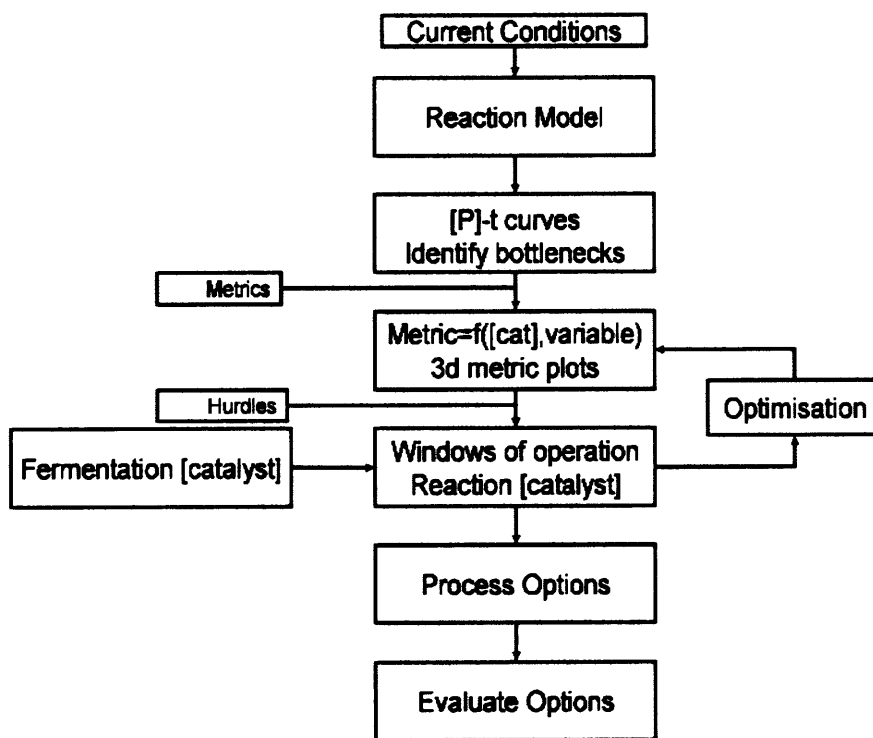 Current Conditions
Reaction Model
[P]-t curves
Identify bottlenecks
Metrics
Metric=f([cat],variable)
3d metric plots
Hurdles
Optimisation
Fermentation [catalyst]
Windows of operation
Reaction [catalyst]
Process Options
Evaluate Options